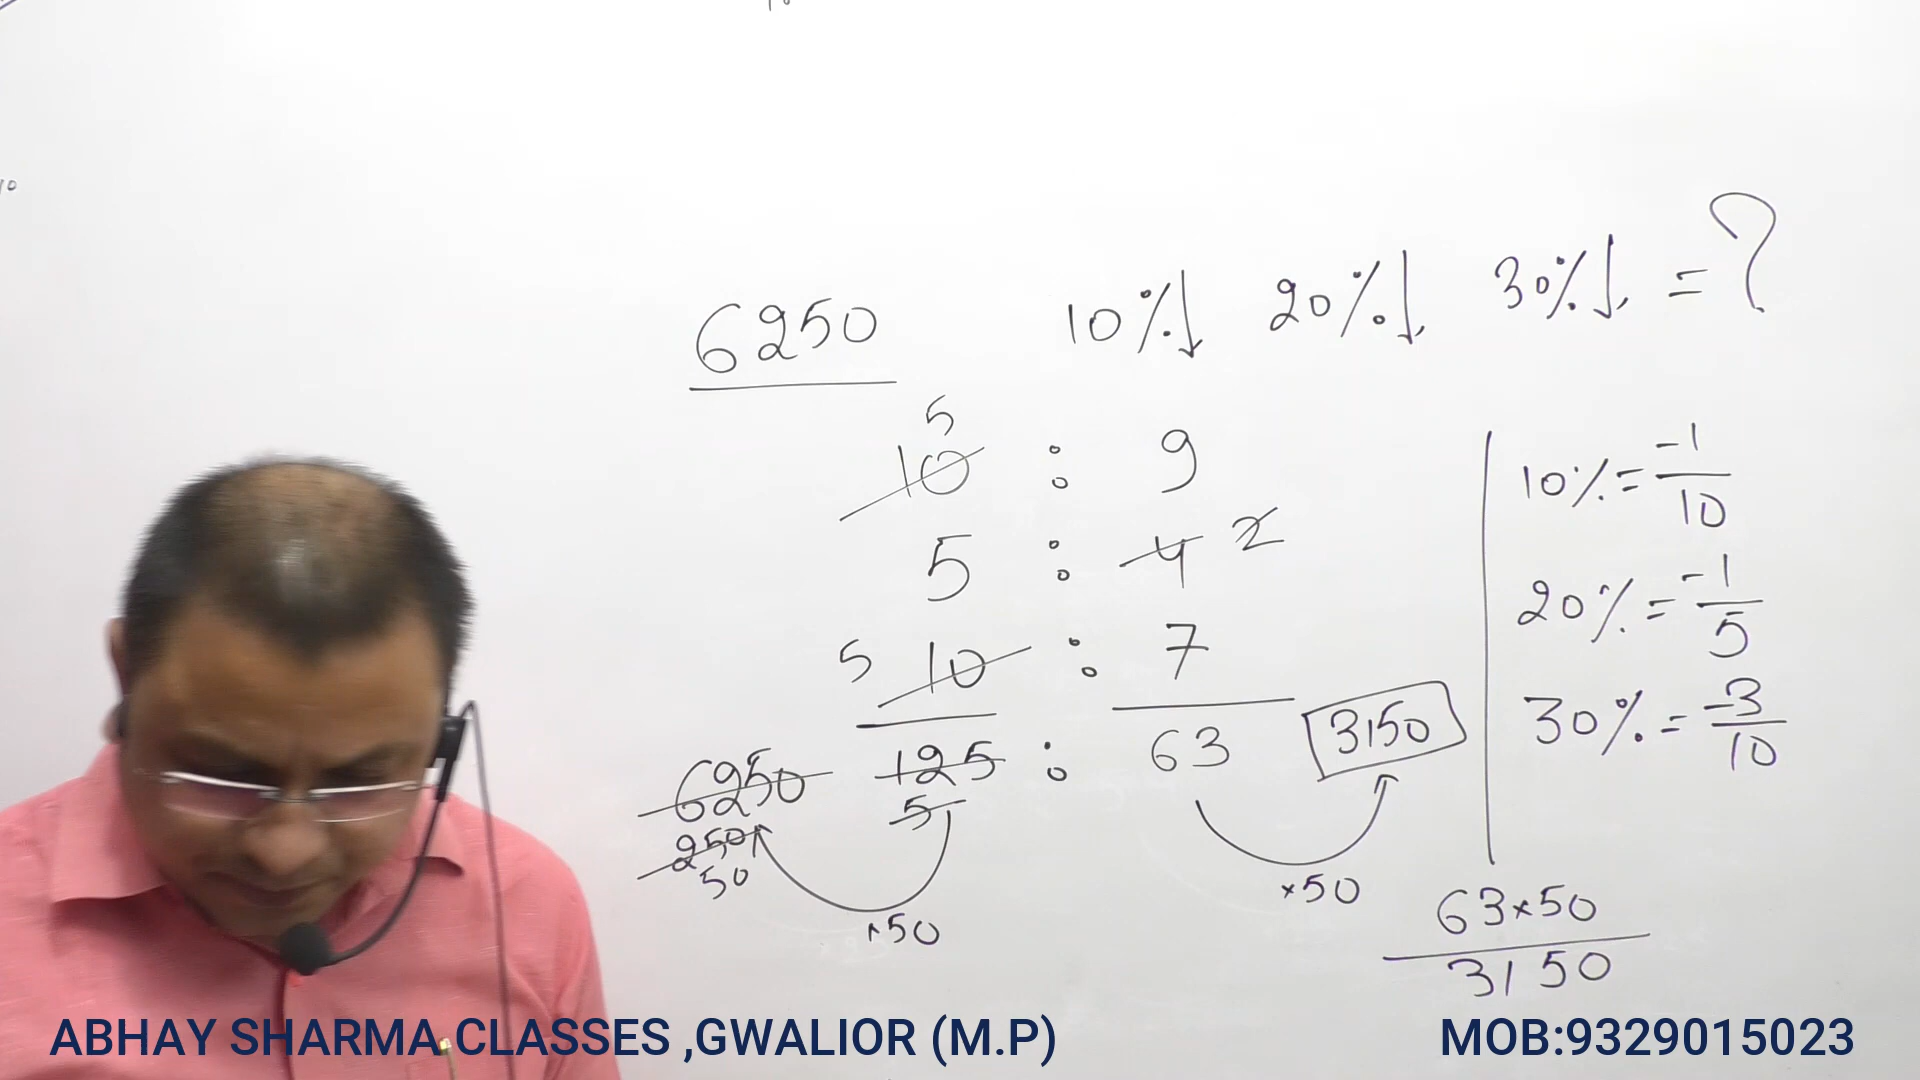 6250 10%↓ 20%↓ 30%↓ = ?
5
10 : 9
5 : 4 2
5 10 : 7
6250 125 : 63 3150
250 5
50
×50 ×50
10% = -1/10
20% = -1/5
30% = -3/10
63×50
3150
ABHAY SHARMA CLASSES ,GWALIOR (M.P) MOB:9329015023